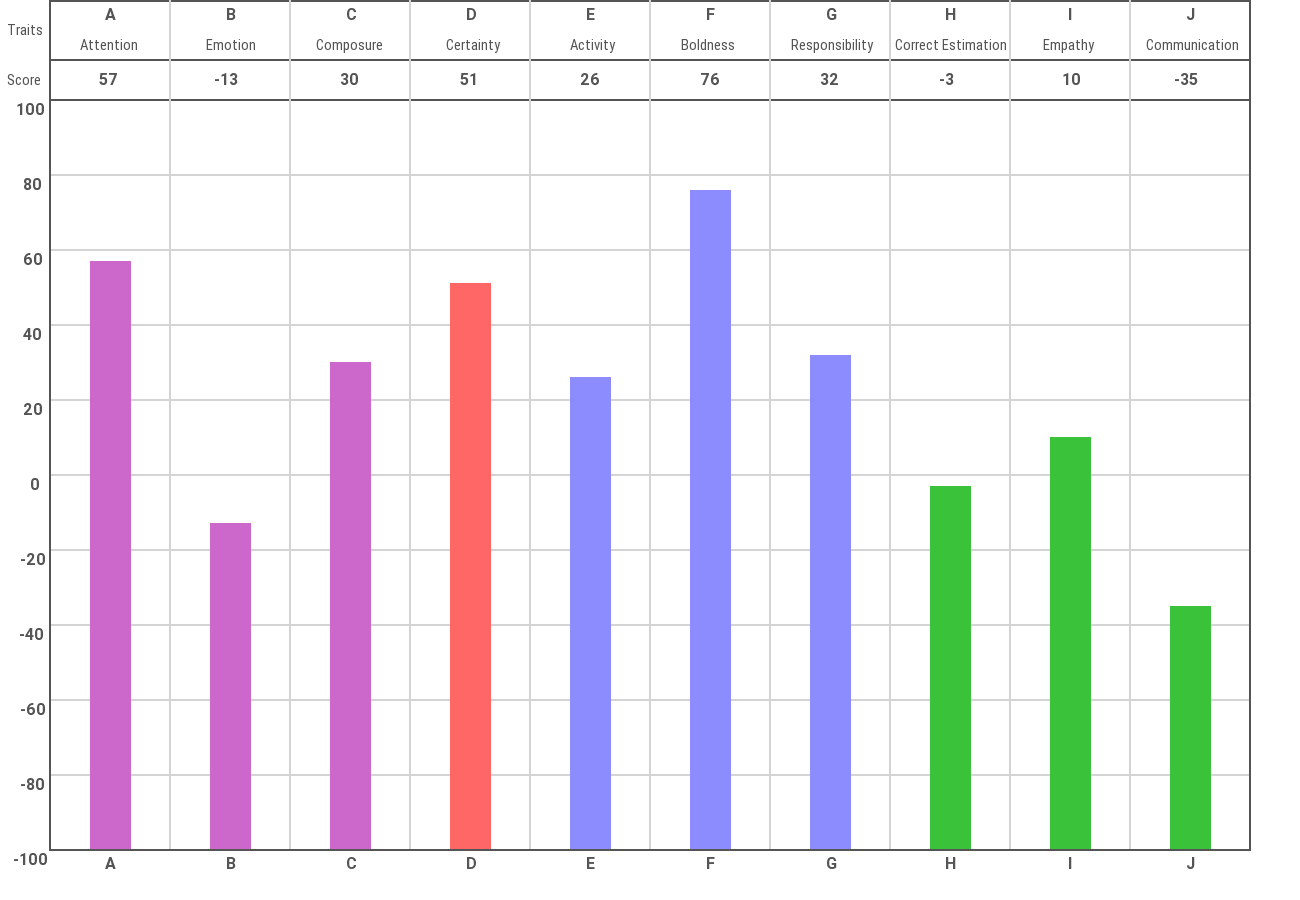 Traits A B C D E F G H I J
Attention Emotion Composure Certainty Activity Boldness Responsibility Correct Estimation Empathy Communication
Score 57 -13 30 51 26 76 32 -3 10 -35
100
80
60
40
20
0
-20
-40
-60
-80
-100
A B C D E F G H I J